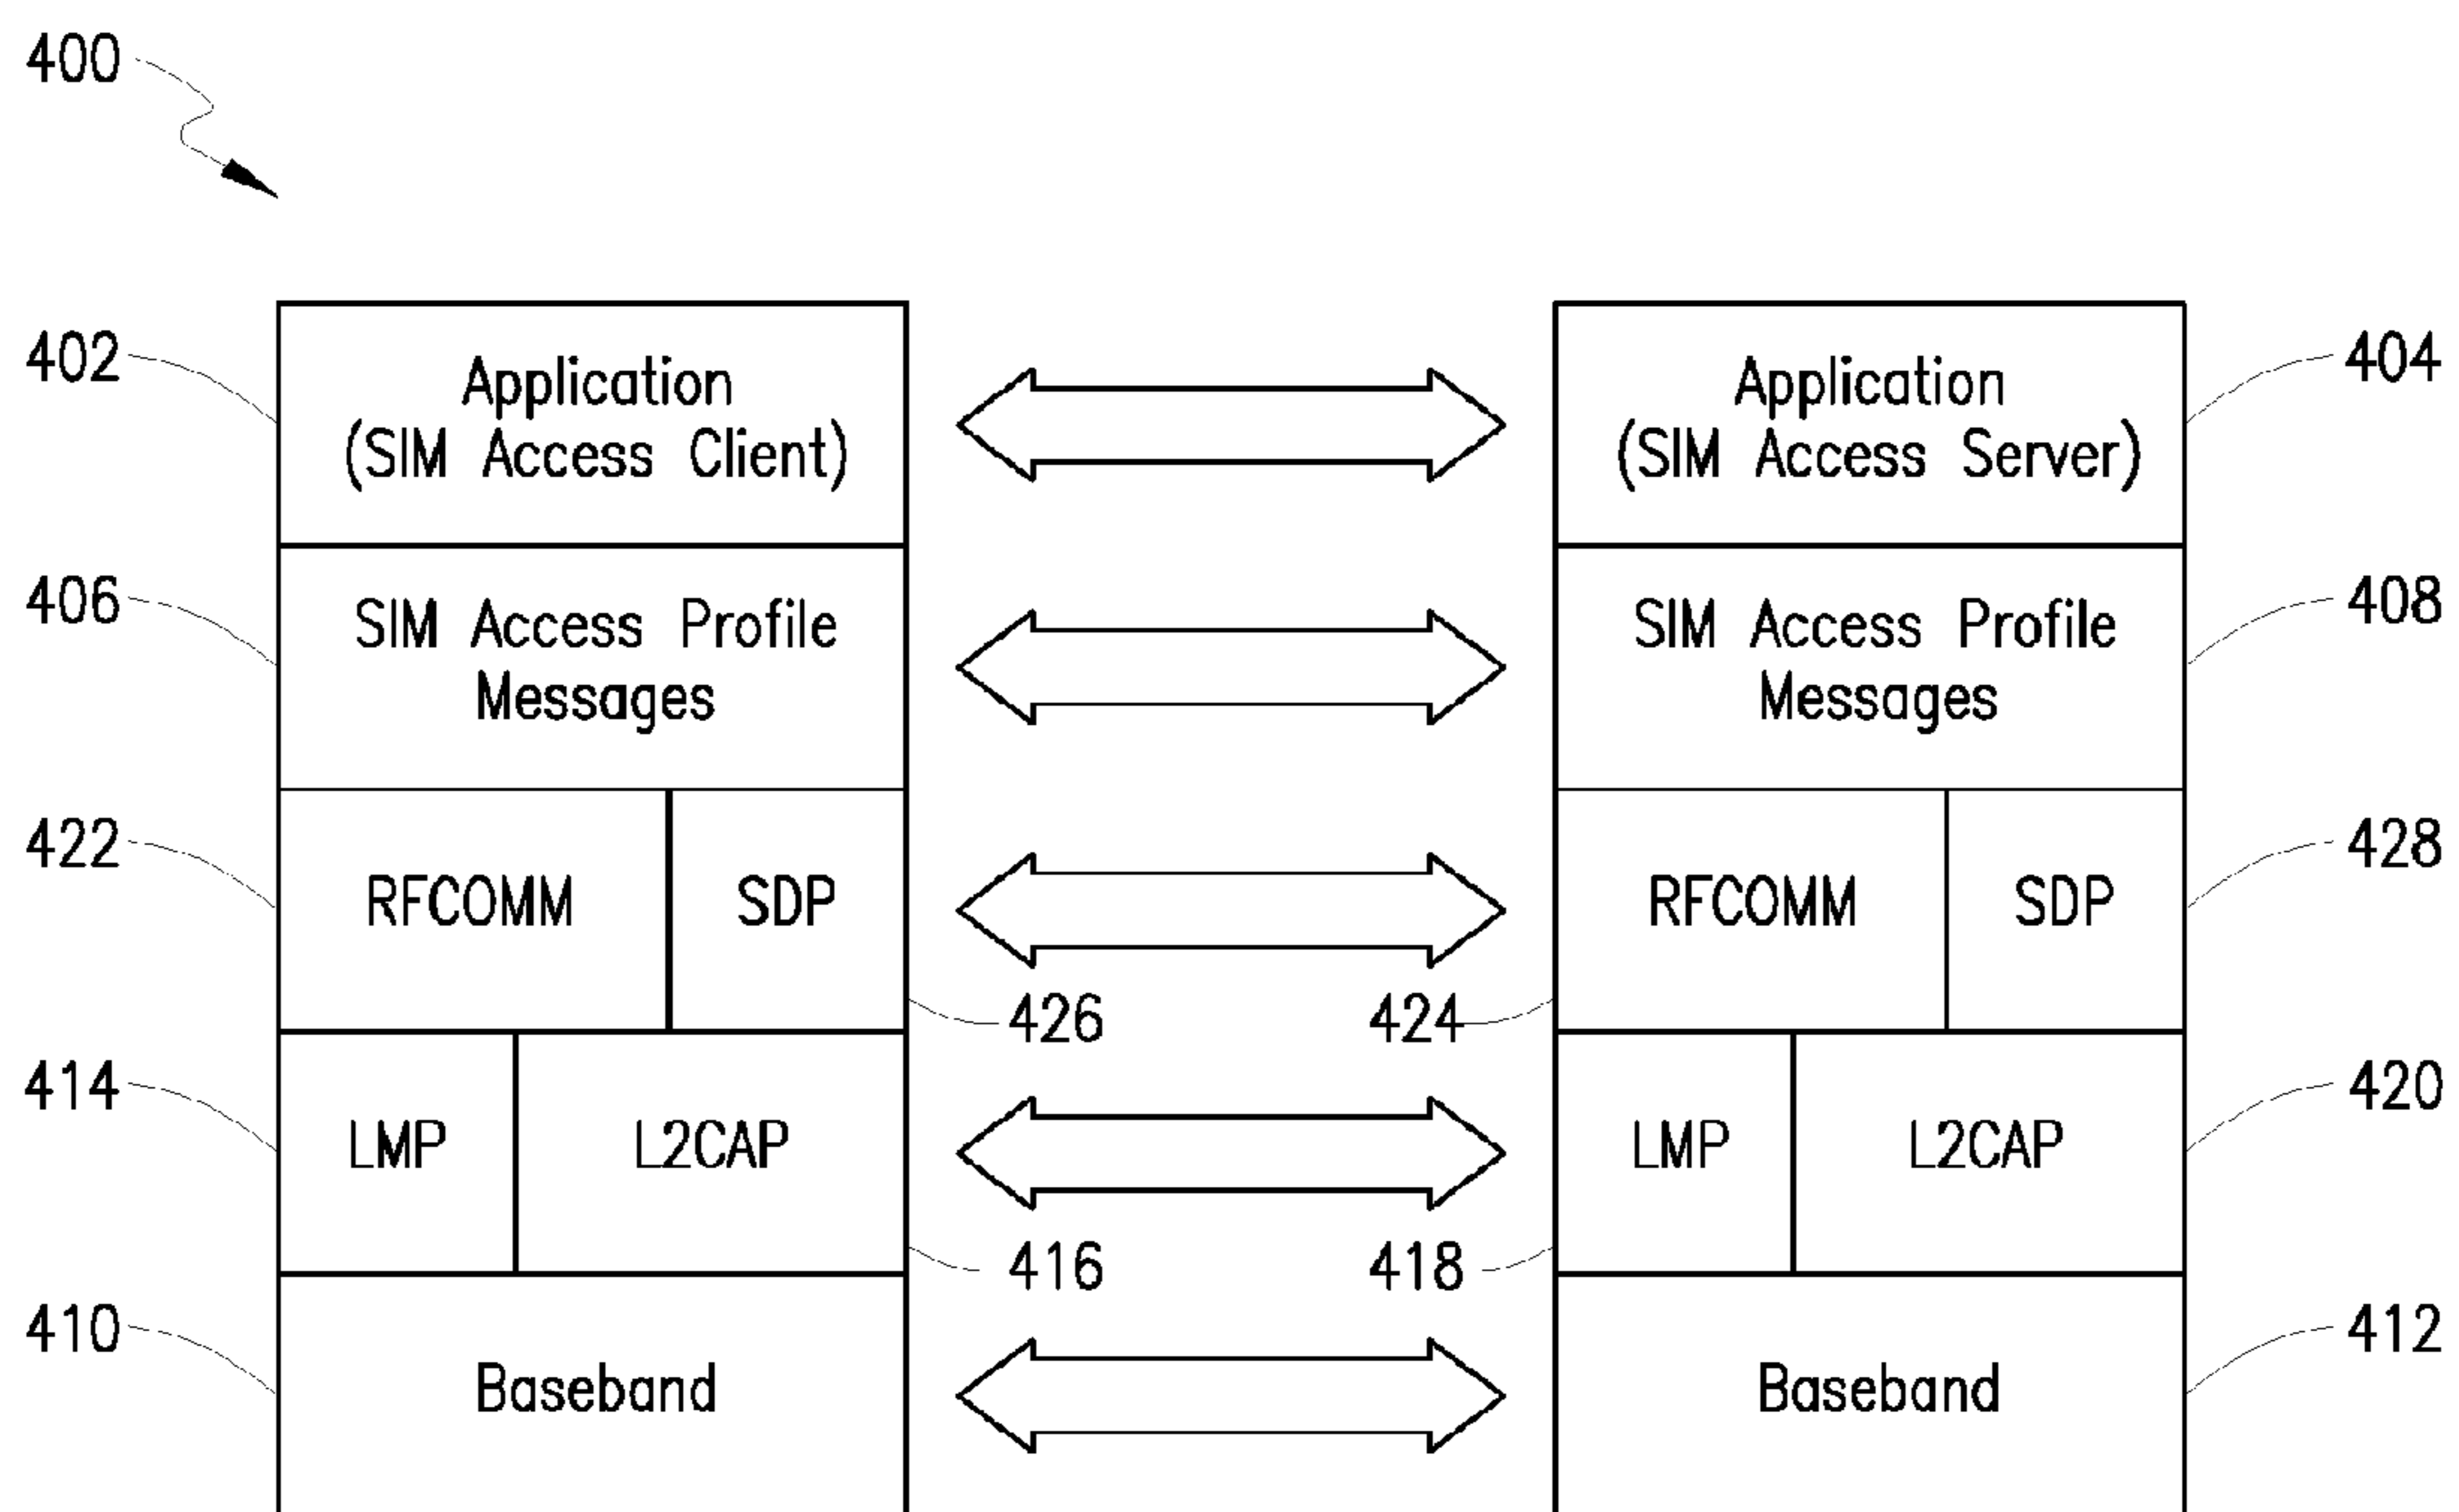 400
402
Application
(SIM Access Client)
Application
(SIM Access Server)
404
406
SIM Access Profile
Messages
SIM Access Profile
Messages
408
422
RFCOMM
SDP
RFCOMM
SDP
428
426
424
414
LMP
L2CAP
LMP
L2CAP
420
416
418
410
Baseband
Baseband
412